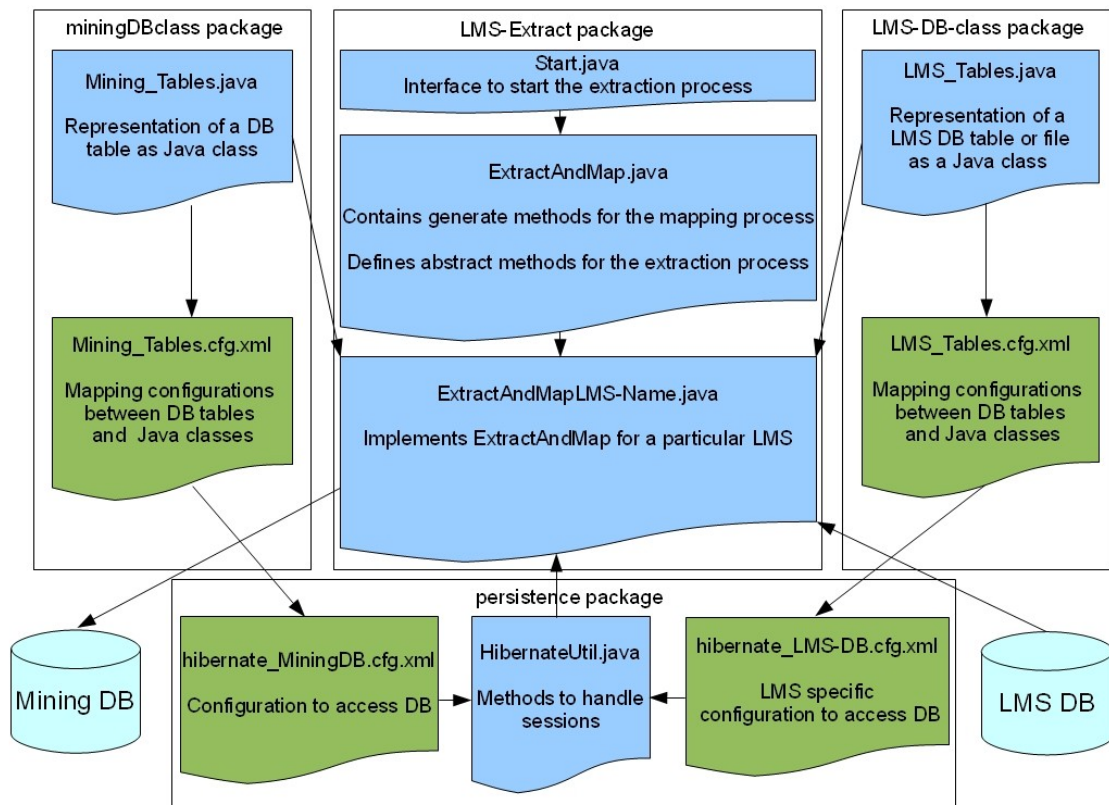 miningDBclass package
Mining_Tables.java
Representation of a DB
table as Java class
Mining_Tables.cfg.xml
Mapping configurations
between DB tables
and Java classes
LMS-Extract package
Start.java
Interface to start the extraction process
ExtractAndMap.java
Contains generate methods for the mapping process
Defines abstract methods for the extraction process
ExtractAndMapLMS-Name.java
Implements ExtractAndMap for a particular LMS
LMS-DB-class package
LMS_Tables.java
Representation of a
LMS DB table or file
as a Java class
LMS_Tables.cfg.xml
Mapping configurations
between DB tables
and Java classes
persistence package
Mining DB
hibernate_MiningDB.cfg.xml
Configuration to access DB
HibernateUtil.java
Methods to handle
sessions
hibernate_LMS-DB.cfg.xml
LMS specific
configuration to access DB
LMS DB